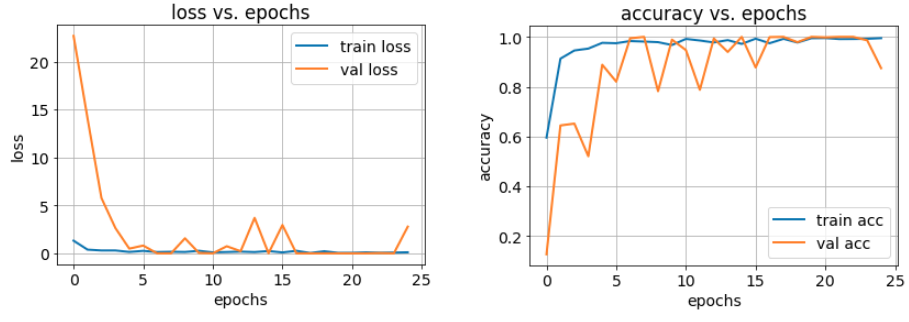 loss vs. epochs
train loss
val loss
20
15
10
5
0
loss
0
5
10
15
20
25
epochs
accuracy vs. epochs
1.0
0.8
0.6
0.4
0.2
accuracy
train acc
val acc
0
5
10
15
20
25
epochs